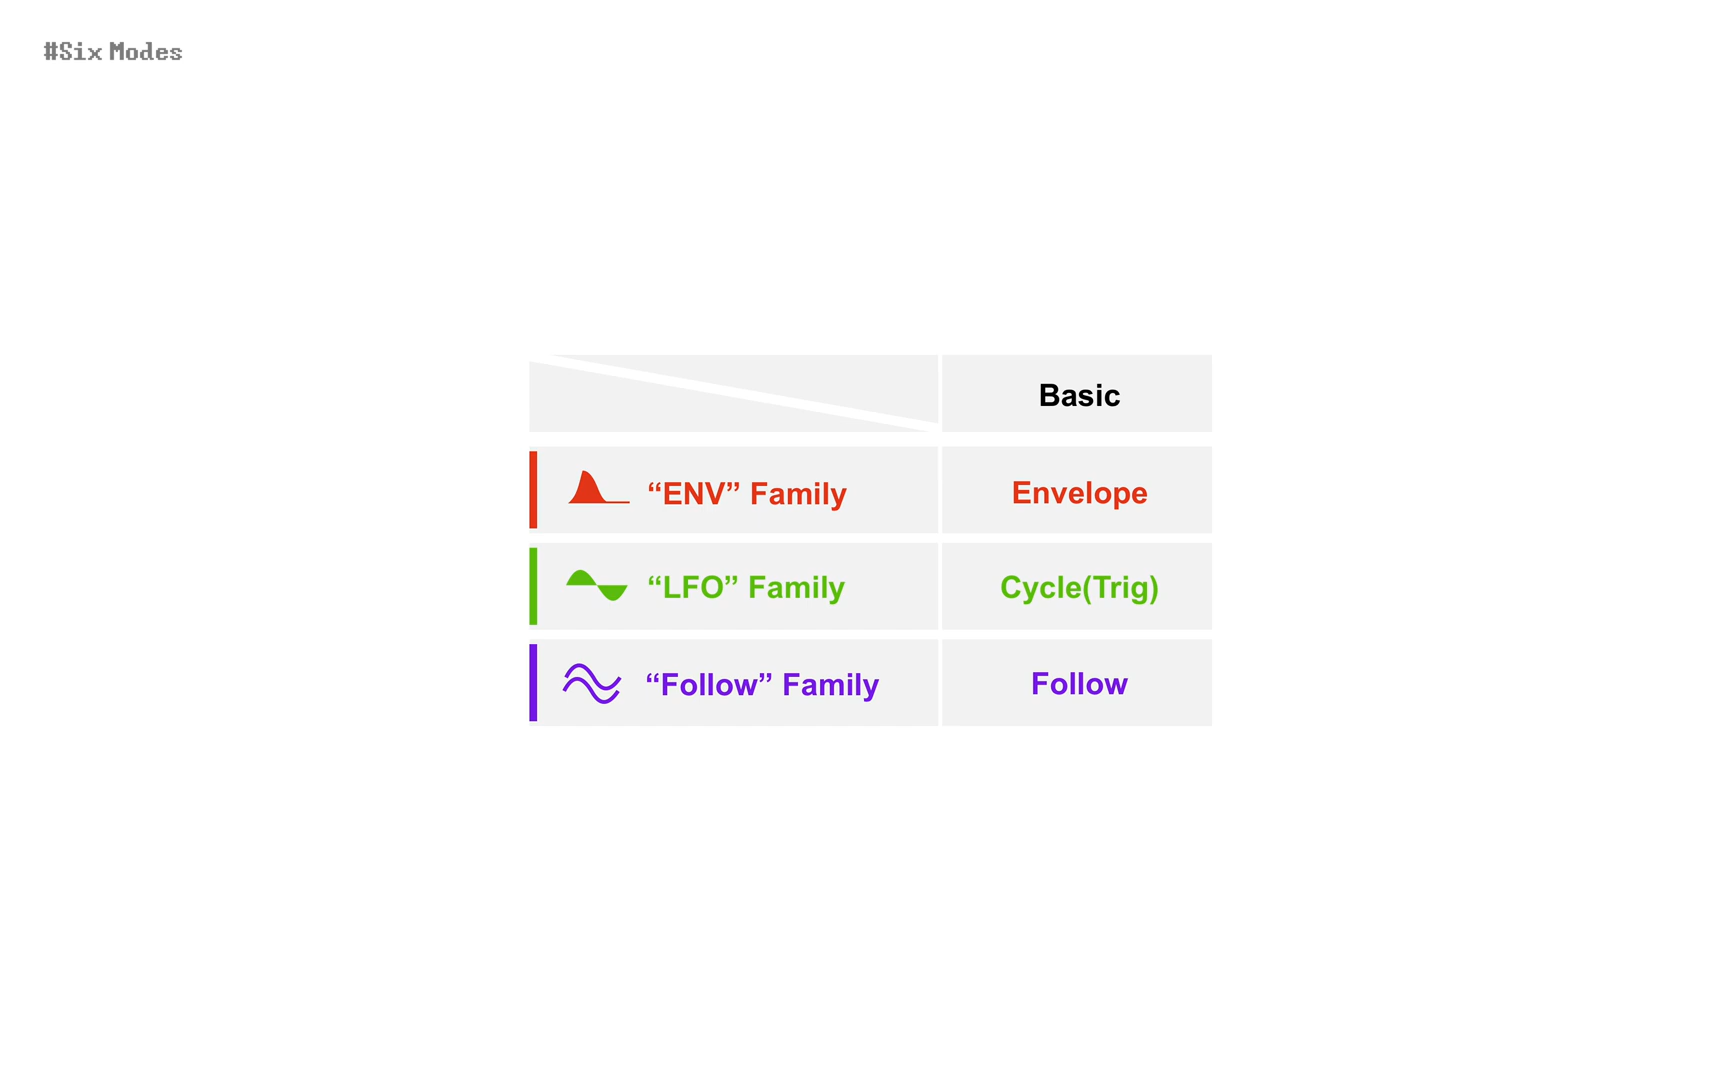 #Six Modes
Basic
“ENV” Family
Envelope
“LFO” Family
Cycle(Trig)
“Follow” Family
Follow